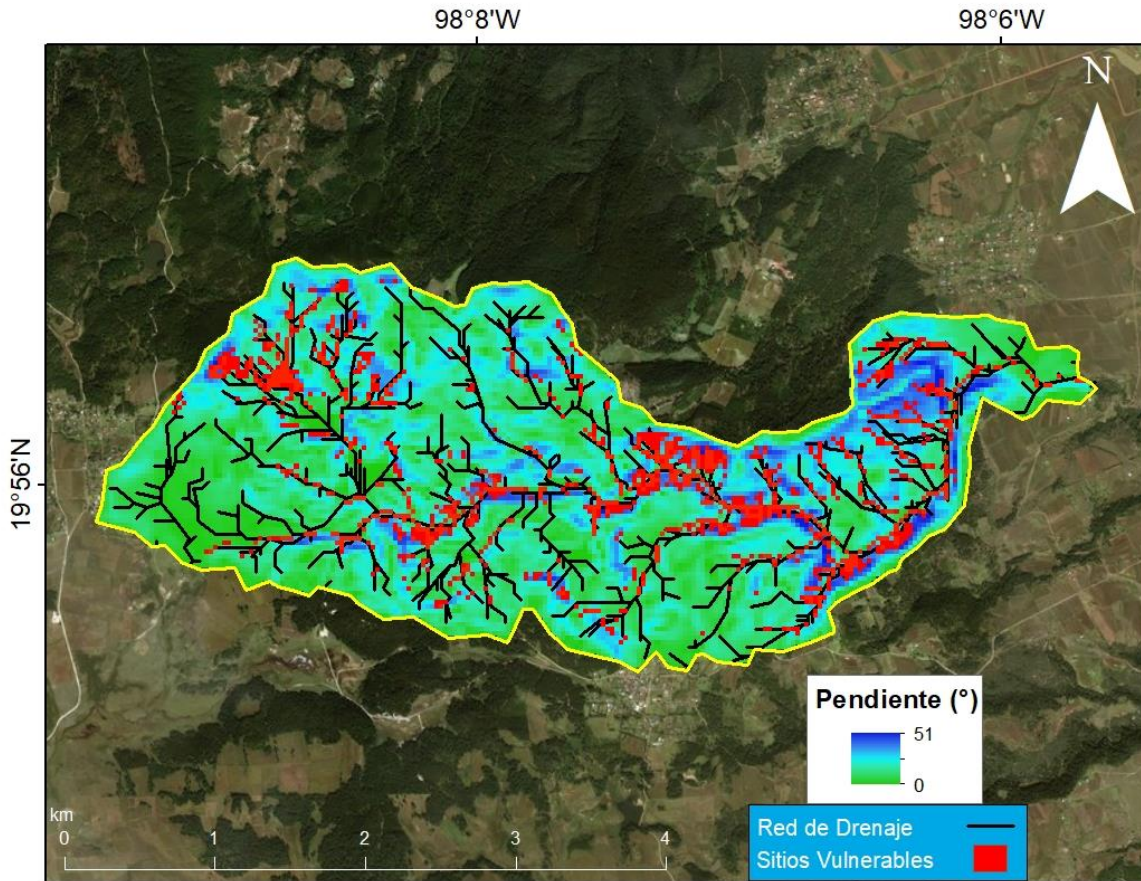 98°8'W
98°6'W
N
19°56'N
Pendiente (°)
51
0
km
0
1
2
3
4
Red de Drenaje
Sitios Vulnerables